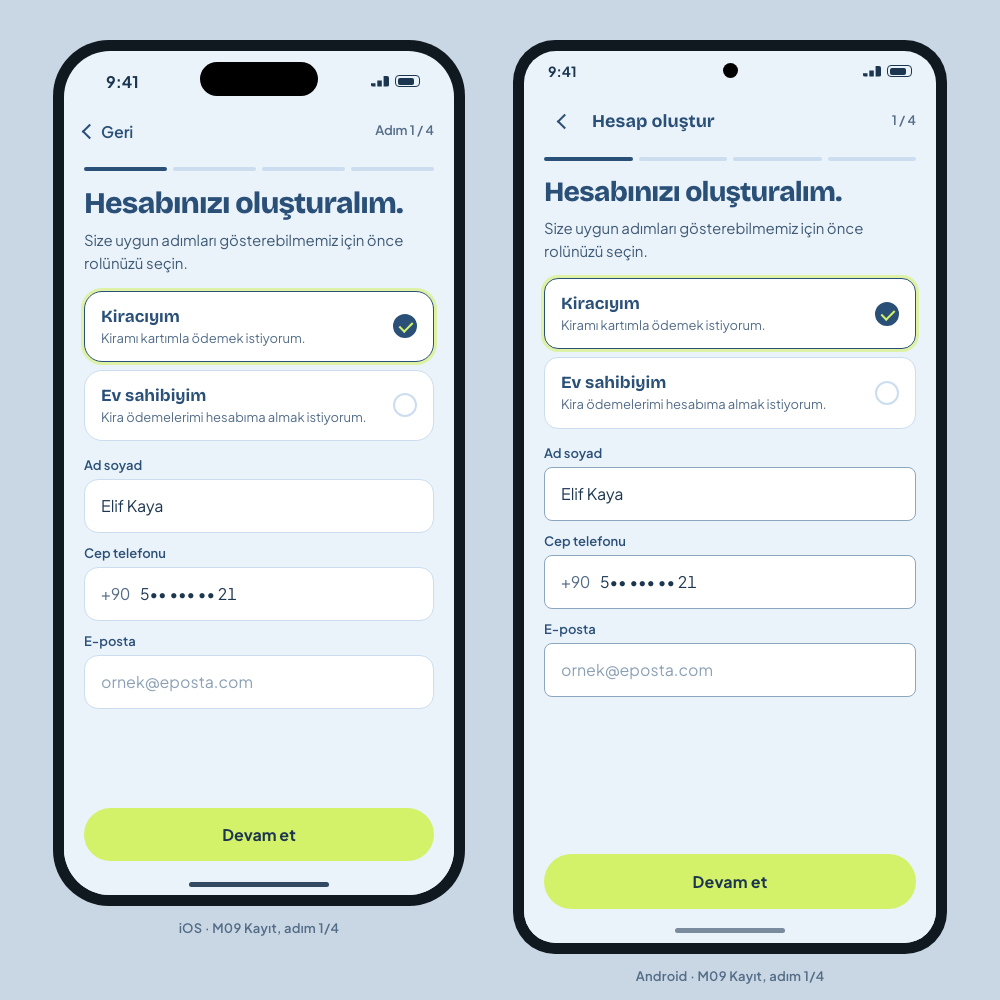 9:41
Geri
Adım 1 / 4
Hesabınızı oluşturalım.
Size uygun adımları gösterebilmemiz için önce
rolünüzü seçin.
Kiracıyım
Kiramı kartımla ödemek istiyorum.
Ev sahibiyim
Kira ödemelerimi hesabıma almak istiyorum.
Ad soyad
Elif Kaya
Cep telefonu
+90 5•• ••• •• 21
E-posta
ornek@eposta.com
Devam et
iOS · M09 Kayıt, adım 1/4
9:41
Hesap oluştur
1 / 4
Hesabınızı oluşturalım.
Size uygun adımları gösterebilmemiz için önce
rolünüzü seçin.
Kiracıyım
Kiramı kartımla ödemek istiyorum.
Ev sahibiyim
Kira ödemelerimi hesabıma almak istiyorum.
Ad soyad
Elif Kaya
Cep telefonu
+90 5•• ••• •• 21
E-posta
ornek@eposta.com
Devam et
Android · M09 Kayıt, adım 1/4